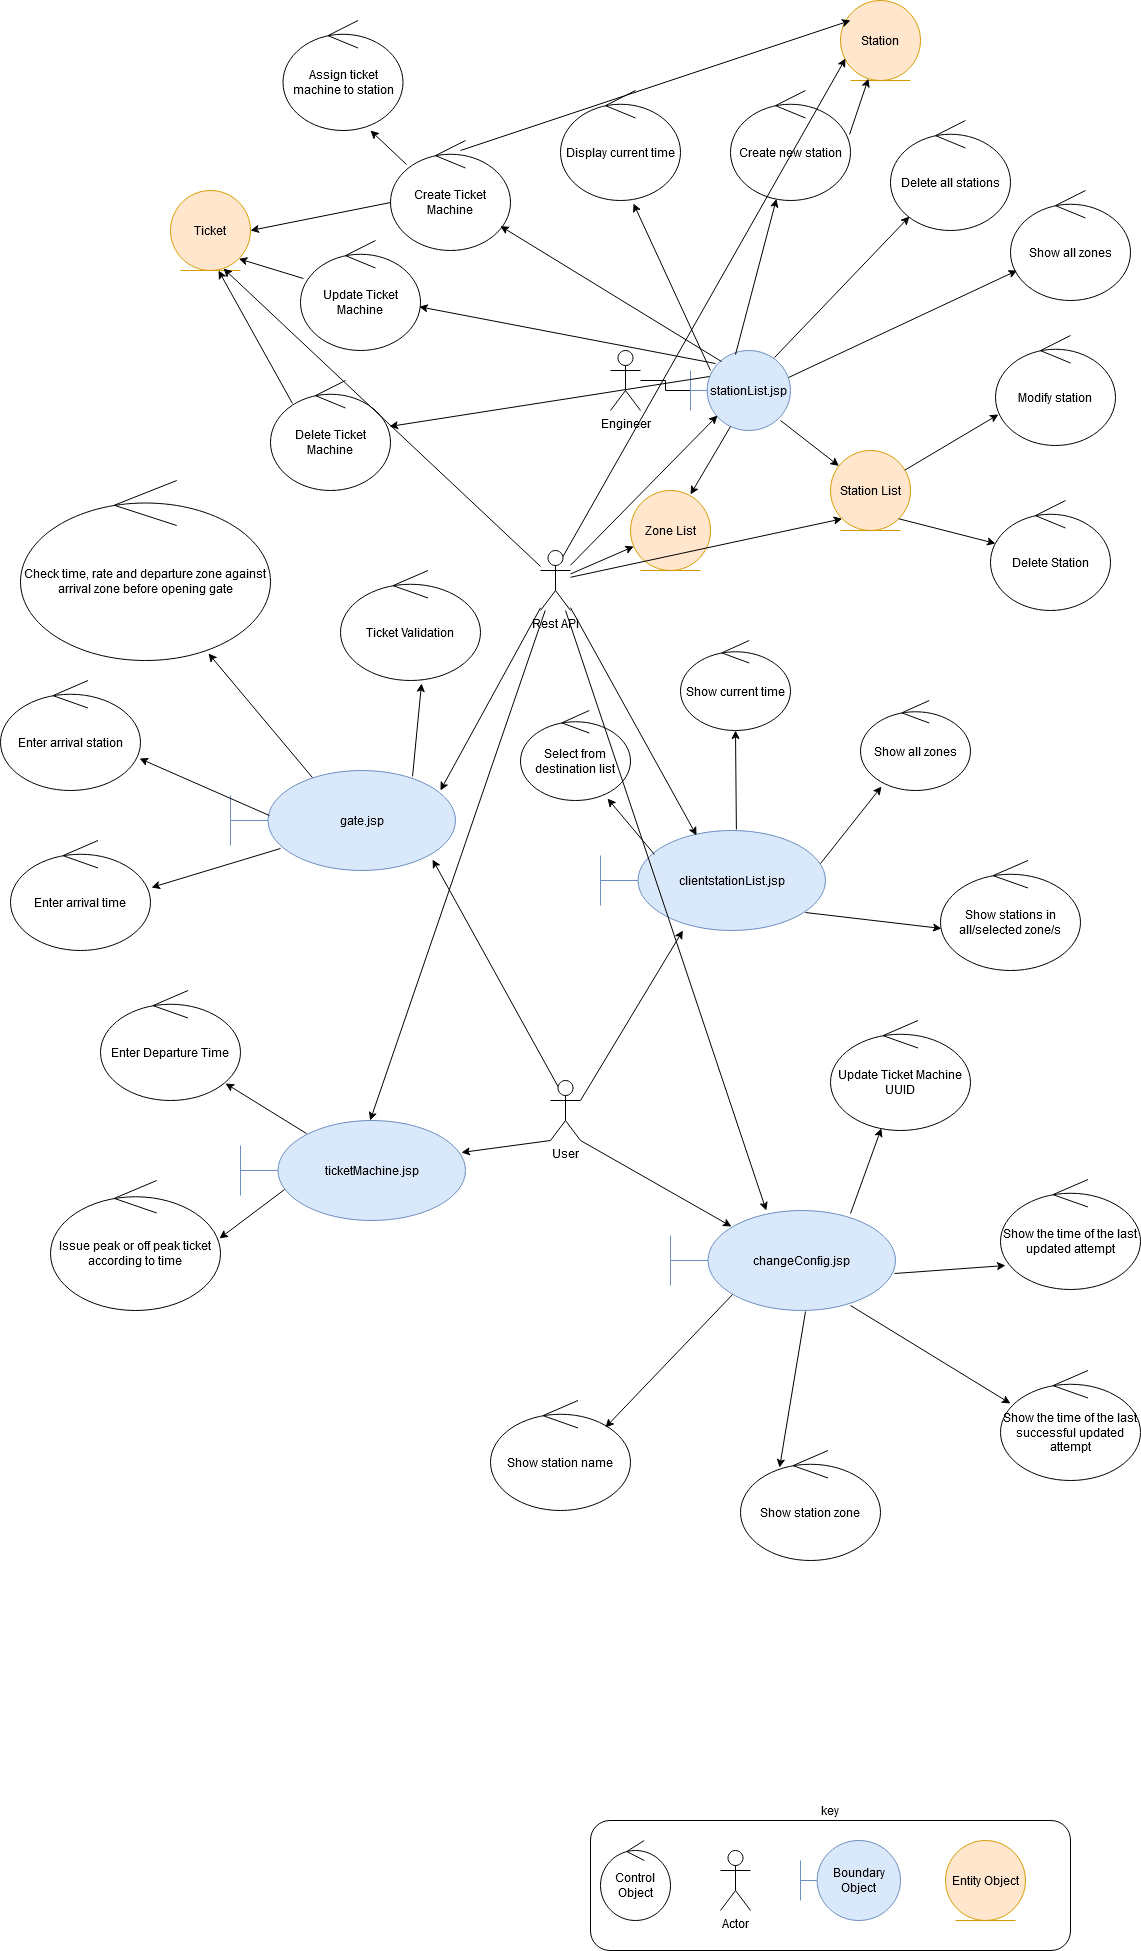 Station
Assign ticket
machine to station
Display current time
Create new station
Delete all stations
Create Ticket
Machine
Ticket
Show all zones
Update Ticket
Machine
stationList.jsp
Modify station
Engineer
Delete Ticket
Machine
Station List
Zone List
Delete Station
Check time, rate and departure zone against
arrival zone before opening gate
Rest API
Ticket Validation
Show current time
Enter arrival station
Select from
destination list
Show all zones
gate.jsp
clientstationList.jsp
Enter arrival time
Show stations in
all/selected zone/s
Enter Departure Time
Update Ticket Machine
UUID
User
ticketMachine.jsp
Issue peak or off peak ticket
according to time
Show the time of the last
updated attempt
changeConfig.jsp
Show the time of the last
successful updated
attempt
Show station name
Show station zone
key
Control
Object
Actor
Boundary
Object
Entity Object